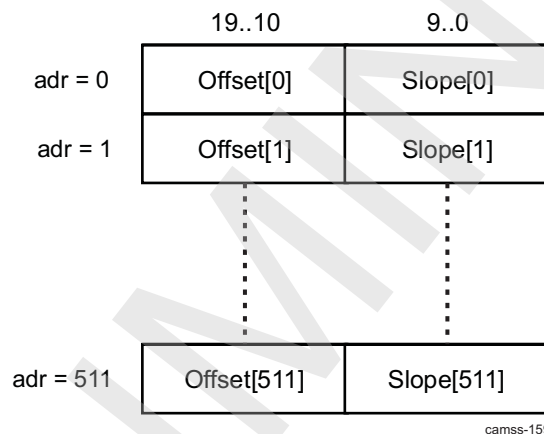 19..10 9..0
adr = 0 Offset[0] Slope[0]
adr = 1 Offset[1] Slope[1]
adr = 511 Offset[511] Slope[511]